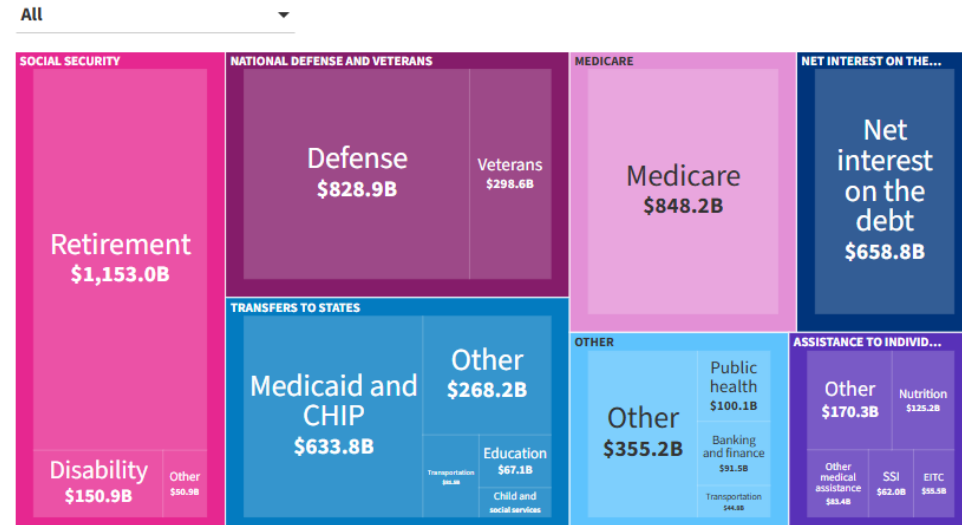 All
SOCIAL SECURITY
Retirement
$1,153.0B
Disability
$150.9B
Other
$50.9B
NATIONAL DEFENSE AND VETERANS
Defense
$828.9B
Veterans
$298.6B
TRANSFERS TO STATES
Medicaid and
CHIP
$633.8B
Other
$268.2B
Transportation
Education
$67.1B
Child and
social services
MEDICARE
Medicare
$848.2B
OTHER
Other
$355.2B
Public
health
$100.1B
Banking
and finance
$91.5B
Transportation
$44.8B
NET INTEREST ON THE...
Net
interest
on the
debt
$658.8B
ASSISTANCE TO INDIVID...
Other
$170.3B
Nutrition
$125.2B
Other
medical
assistance
$83.4B
SSI
$62.0B
EITC
$55.5B